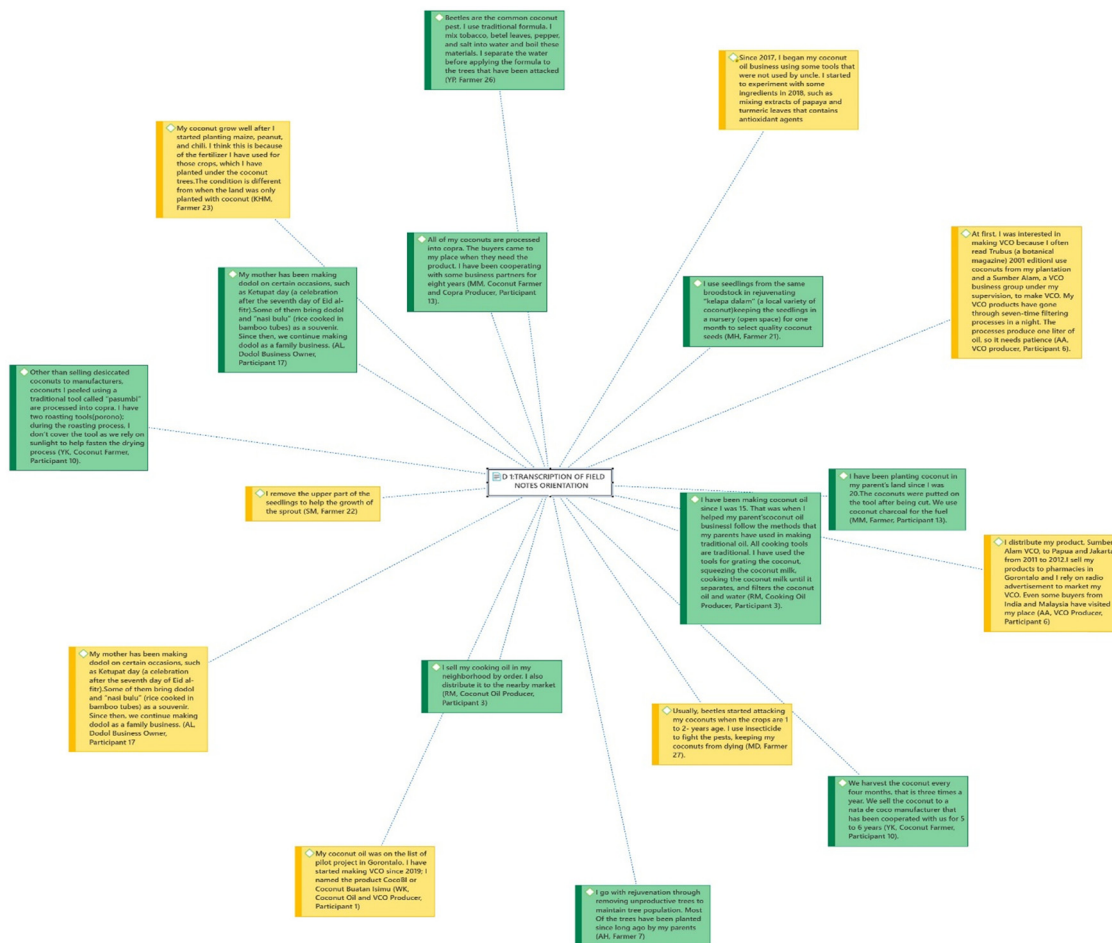 Beetles are the common coconut
pest. I use traditional formula. I
mix tobacco, betel leaves, pepper,
and salt into water and boil these
materials. I separate the water
before applying the formula to
the trees that have been attacked
(YP, Farmer 26)
Since 2017, I began my coconut
oil business using some tools that
were not used by uncle. I started
to experiment with some
ingredients in 2018, such as
mixing extracts of papaya and
turmeric leaves that contains
antioxidant agents
My coconut grow well after I
started planting maize, peanut,
and chili. I think this is because
of the fertilizer I have used for
those crops, which I have
planted under the coconut
trees.The condition is different
from when the land was only
planted with coconut (KHM,
Farmer 23)
All of my coconuts are processed
into copra. The buyers came to
my place when they need the
product. I have been cooperating
with some business partners for
eight years (MM, Coconut Farmer
and Copra Producer, Participant
13).
At first, I was interested in
making VCO because I often
read Trubus (a botanical
magazine) 2001 editionI use
coconuts from my plantation
and a Sumber Alam, a VCO
business group under my
supervision, to make VCO. My
VCO products have gone
through seven-time filtering
processes in a night. The
processes produce one liter of
oil, so it needs patience (AA,
VCO producer, Participant 6).
My mother has been making
dodol on certain occasions, such
as Ketupat day (a celebration
after the seventh day of Eid al-
fitr).Some of them bring dodol
and "nasi bulu" (rice cooked in
bamboo tubes) as a souvenir.
Since then, we continue making
dodol as a family business. (AL,
Dodol Business Owner,
Participant 17)
I use seedlings from the same
broodstock in rejuvenating
"kelapa dalam" (a local variety of
coconut)keeping the seedlings in
a nursery (open space) for one
month to select quality coconut
seeds (MH, Farmer 21).
Other than selling desiccated
coconuts to manufacturers,
coconuts I peeled using a
traditional tool called "pasumbi"
are processed into copra. I have
two roasting tools(porono);
during the roasting process, I
don't cover the tool as we rely on
sunlight to help fasten the drying
process (YK, Coconut Farmer,
Participant 10).
D 1:TRANSCRIPTION OF FIELD
NOTES ORIENTATION
I remove the upper part of the
seedlings to help the growth of
the sprout (SM, Farmer 22)
I have been making coconut oil
since I was 15. That was when I
helped my parent'scoconut oil
businessI follow the methods that
my parents have used in making
traditional oil. All cooking tools
are traditional. I have used the
tools for grating the coconut,
squeezing the coconut milk,
cooking the coconut milk until it
separates, and filters the coconut
oil and water (RM, Cooking Oil
Producer, Participant 3).
I have been planting coconut in
my parent's land since I was
20.The coconuts were put on
the tool after being cut. We use
coconut charcoal for the fuel
(MM, Farmer, Participant 13).
I distribute my product, Sumber
Alam VCO, to Papua and Jakarta
from 2011 to 2012.I sell my
products to pharmacies in
Gorontalo and I rely on radio
advertisement to market my
VCO. Even some buyers from
India and Malaysia have visited
my place (AA, VCO Producer,
Participant 6)
My mother has been making
dodol on certain occasions, such
as Ketupat day (a celebration
after the seventh day of Eid al-
fitr).Some of them bring dodol
and "nasi bulu" (rice cooked in
bamboo tubes) as a souvenir.
Since then, we continue making
dodol as a family business. (AL,
Dodol Business Owner,
Participant 17
I sell my cooking oil in my
neighborhood by order. I also
distribute it to the nearby market
(RM, Coconut Oil Producer,
Participant 3)
Usually, beetles started attacking
my coconuts when the crops are 1
to 2- years age. I use insecticide
to fight the pests, keeping my
coconuts from dying (MD, Farmer
27).
We harvest the coconut every
four months, that is three times a
year. We sell the coconut to a
nata de coco manufacturer that
has been cooperated with us for 5
to 6 years (YK, Coconut Farmer,
Participant 10).
My coconut oil was on the list of
pilot project in Gorontalo. I have
started making VCO since 2019; I
named the product CocoBI or
Coconut Buatan Isimu (WK,
Coconut Oil and VCO Producer,
Participant 1)
I go with rejuvenation through
removing unproductive trees to
maintain tree population. Most
Of the trees have been planted
since long ago by my parents
(AH, Farmer 7)